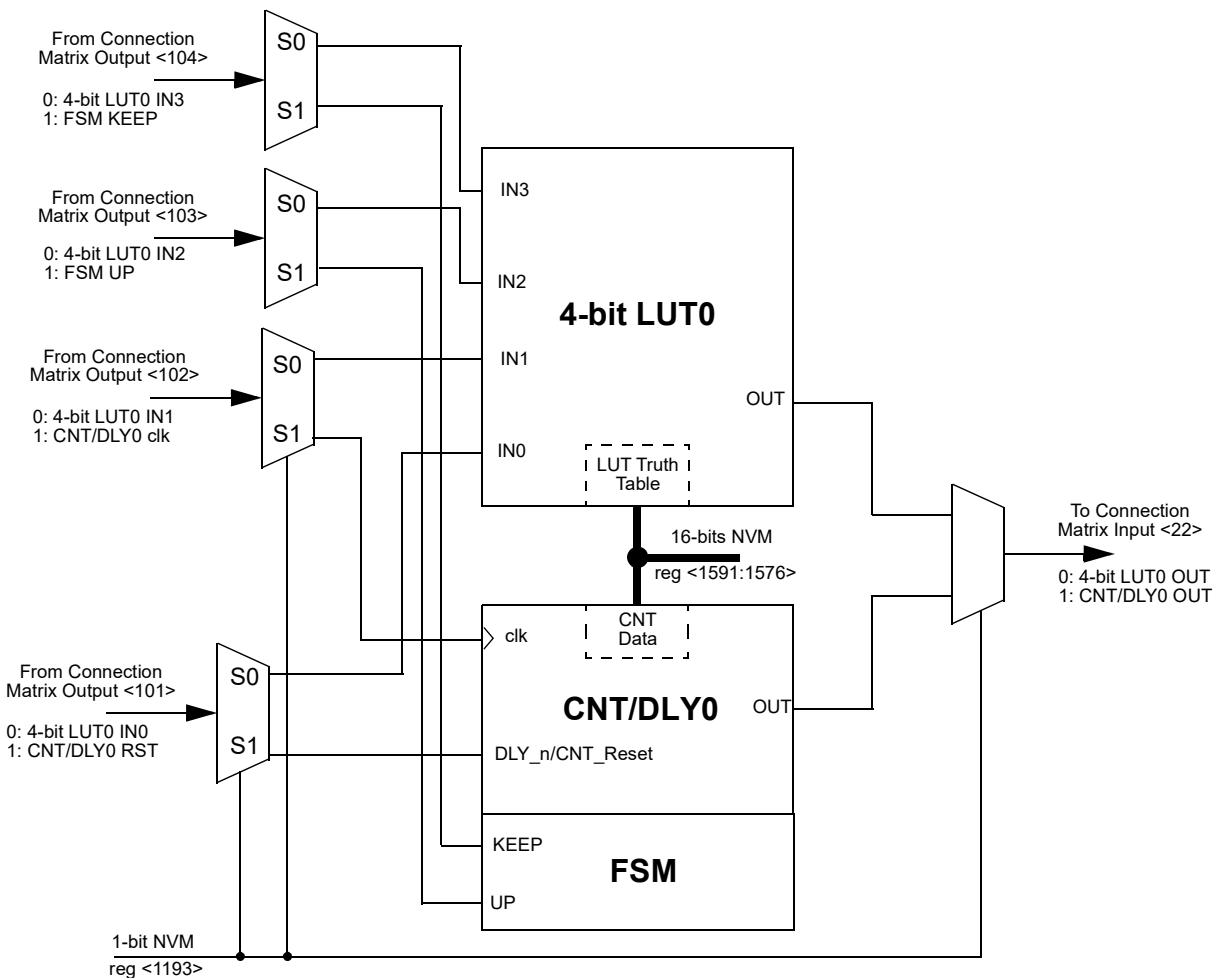 From Connection
Matrix Output <104>
0: 4-bit LUT0 IN3
1: FSM KEEP
S0
S1
From Connection
Matrix Output <103>
0: 4-bit LUT0 IN2
1: FSM UP
S0
S1
From Connection
Matrix Output <102>
0: 4-bit LUT0 IN1
1: CNT/DLY0 clk
S0
S1
From Connection
Matrix Output <101>
0: 4-bit LUT0 IN0
1: CNT/DLY0 RST
S0
S1
IN3
IN2
IN1
IN0
4-bit LUT0
OUT
LUT Truth
Table
16-bits NVM
reg <1591:1576>
CNT
Data
clk
CNT/DLY0
OUT
DLY_n/CNT_Reset
KEEP
FSM
UP
To Connection
Matrix Input <22>
0: 4-bit LUT0 OUT
1: CNT/DLY0 OUT
1-bit NVM
reg <1193>